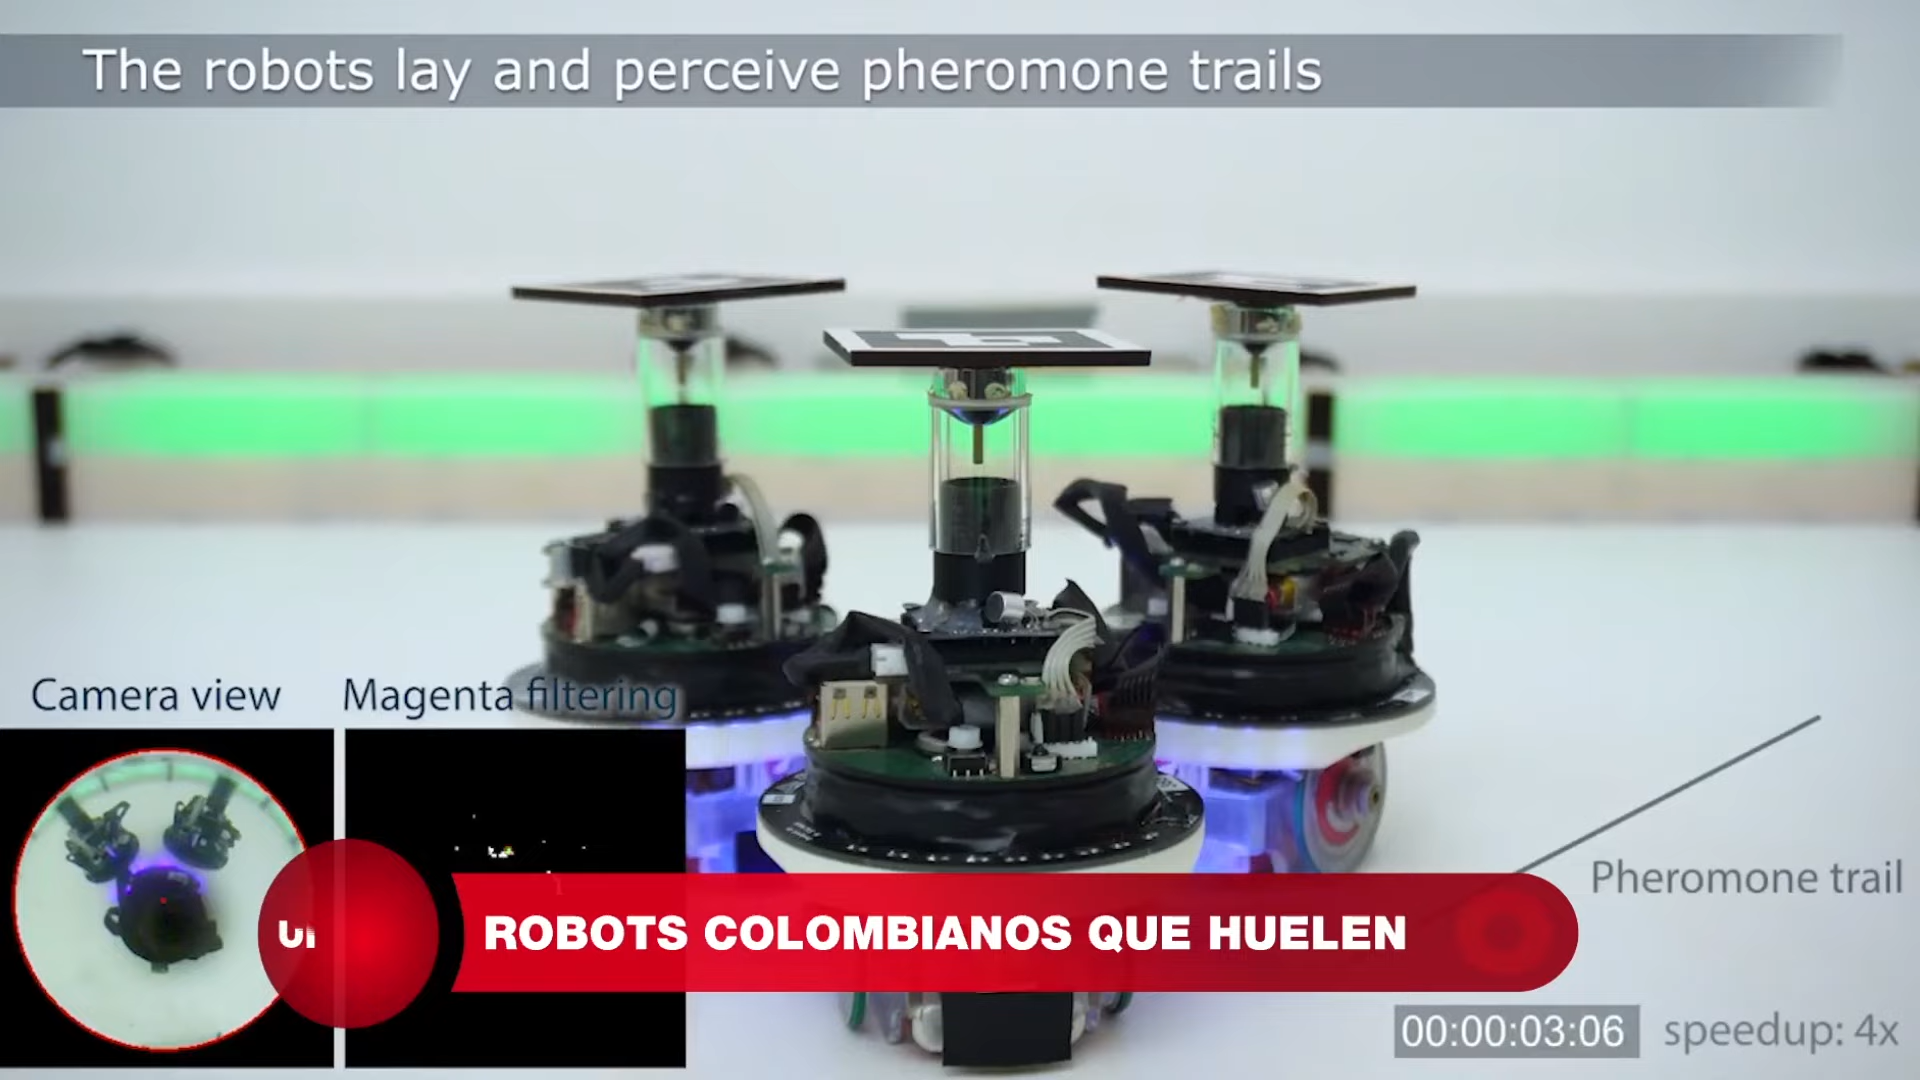 The robots lay and perceive pheromone trails
Camera view
Magenta filtering
Pheromone trail
ROBOTS COLOMBIANOS QUE HUELEN
00:00:03:06
speedup: 4x